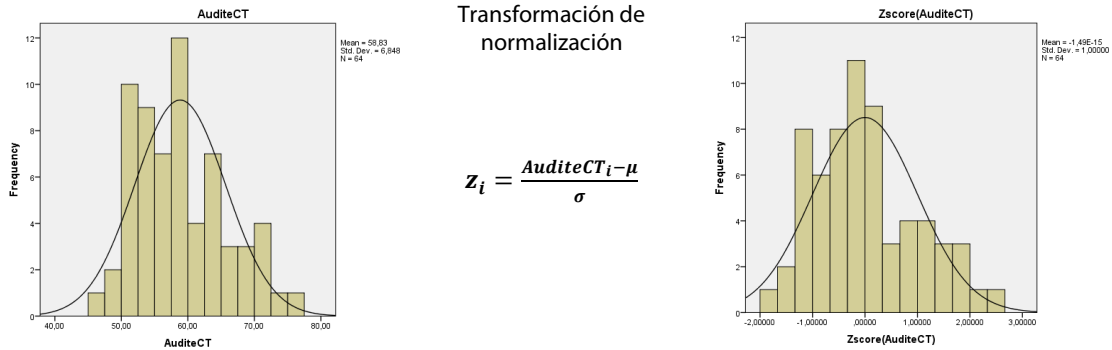 AuditeCT
Mean = 58,83
Std. Dev. = 6,848
N = 64
12
10
8
6
4
2
0
Frequency
40,00 50,00 60,00 70,00 80,00
AuditeCT
Transformación de
normalización
z_i = (AuditeCT_i − μ) / σ
Zscore(AuditeCT)
Mean = -1,49E-15
Std. Dev. = 1,00000
N = 64
12
10
8
6
4
2
0
Frequency
-2,00000 -1,00000 ,00000 1,00000 2,00000 3,00000
Zscore(AuditeCT)